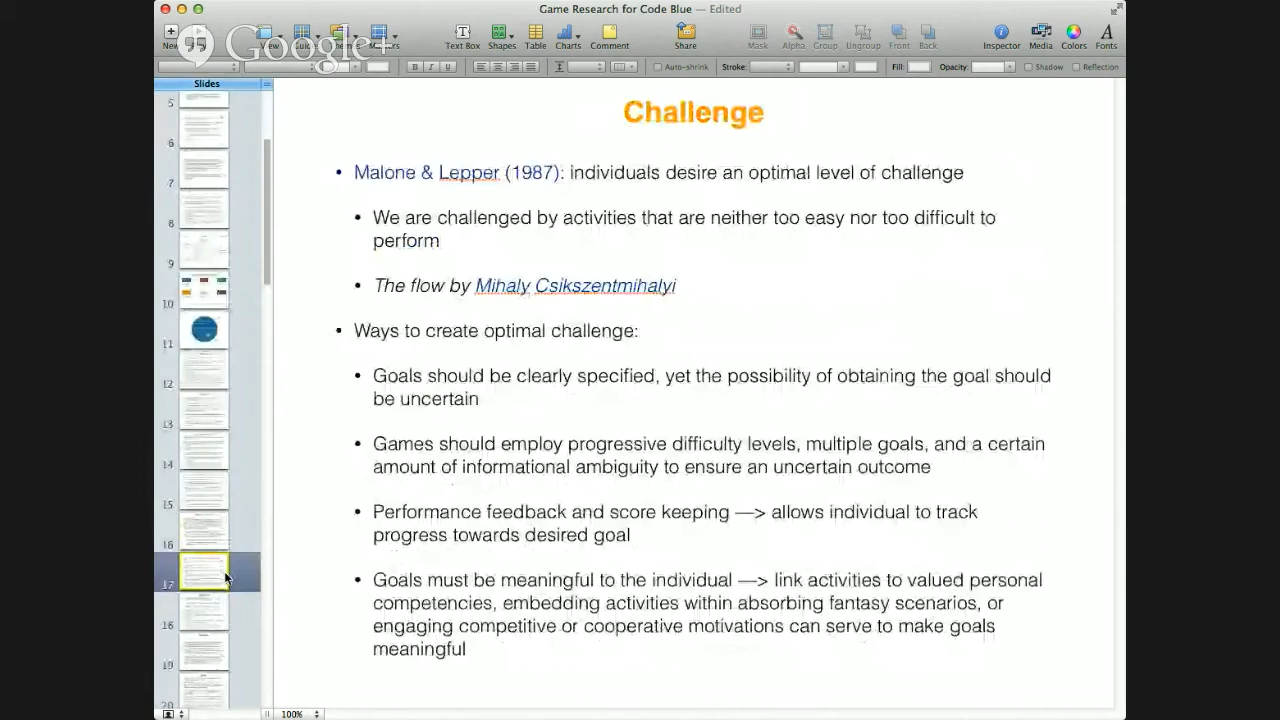 Game Research for Code Blue — Edited
Google+
New View Guides Themes Masters Text Box Shapes Table Charts Comment Share Mask Alpha Group Ungroup Front Back Inspector Media Colors Fonts
B I U Auto-shrink Stroke: Fill: Opacity: Shadow Reflection
Slides
5
6
7
8
9
10
11
12
13
14
15
16
17
18
19
20
Challenge
• Malone & Lepper (1987): individuals desire an optimal level of challenge
• We are challenged by activities that are neither too easy nor too difficult to
perform
• The flow by Mihaly Csikszentmihalyi
• Ways to create optimal challenge:
• Goals should be clearly specified, yet the possibility of obtaining the goal should
be uncertain
• Games should employ progressive difficulty levels, multiple goals, and a certain
amount of informational ambiguity to ensure an uncertain outcome
• Performance feedback and score keeping —> allows individual to track
progress towards desired goal
• Goals must be meaningful to the individual —> link activities to valued personal
competence, embedding activities within absorbing fantasy scenarios, or
engaging competitive or cooperative motivations can serve to make goals
meaningful
100%